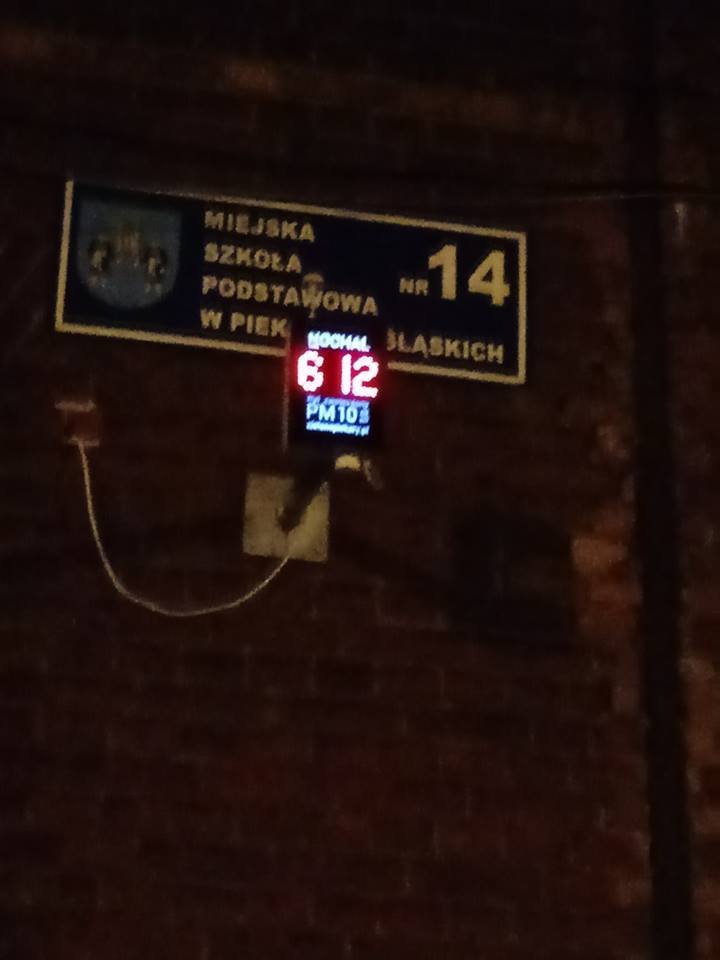 MIEJSKA
SZKOŁA
PODSTAWOWA
W PIEK ŚLĄSKICH
NR 14
NOCHAL
6 12
PM10